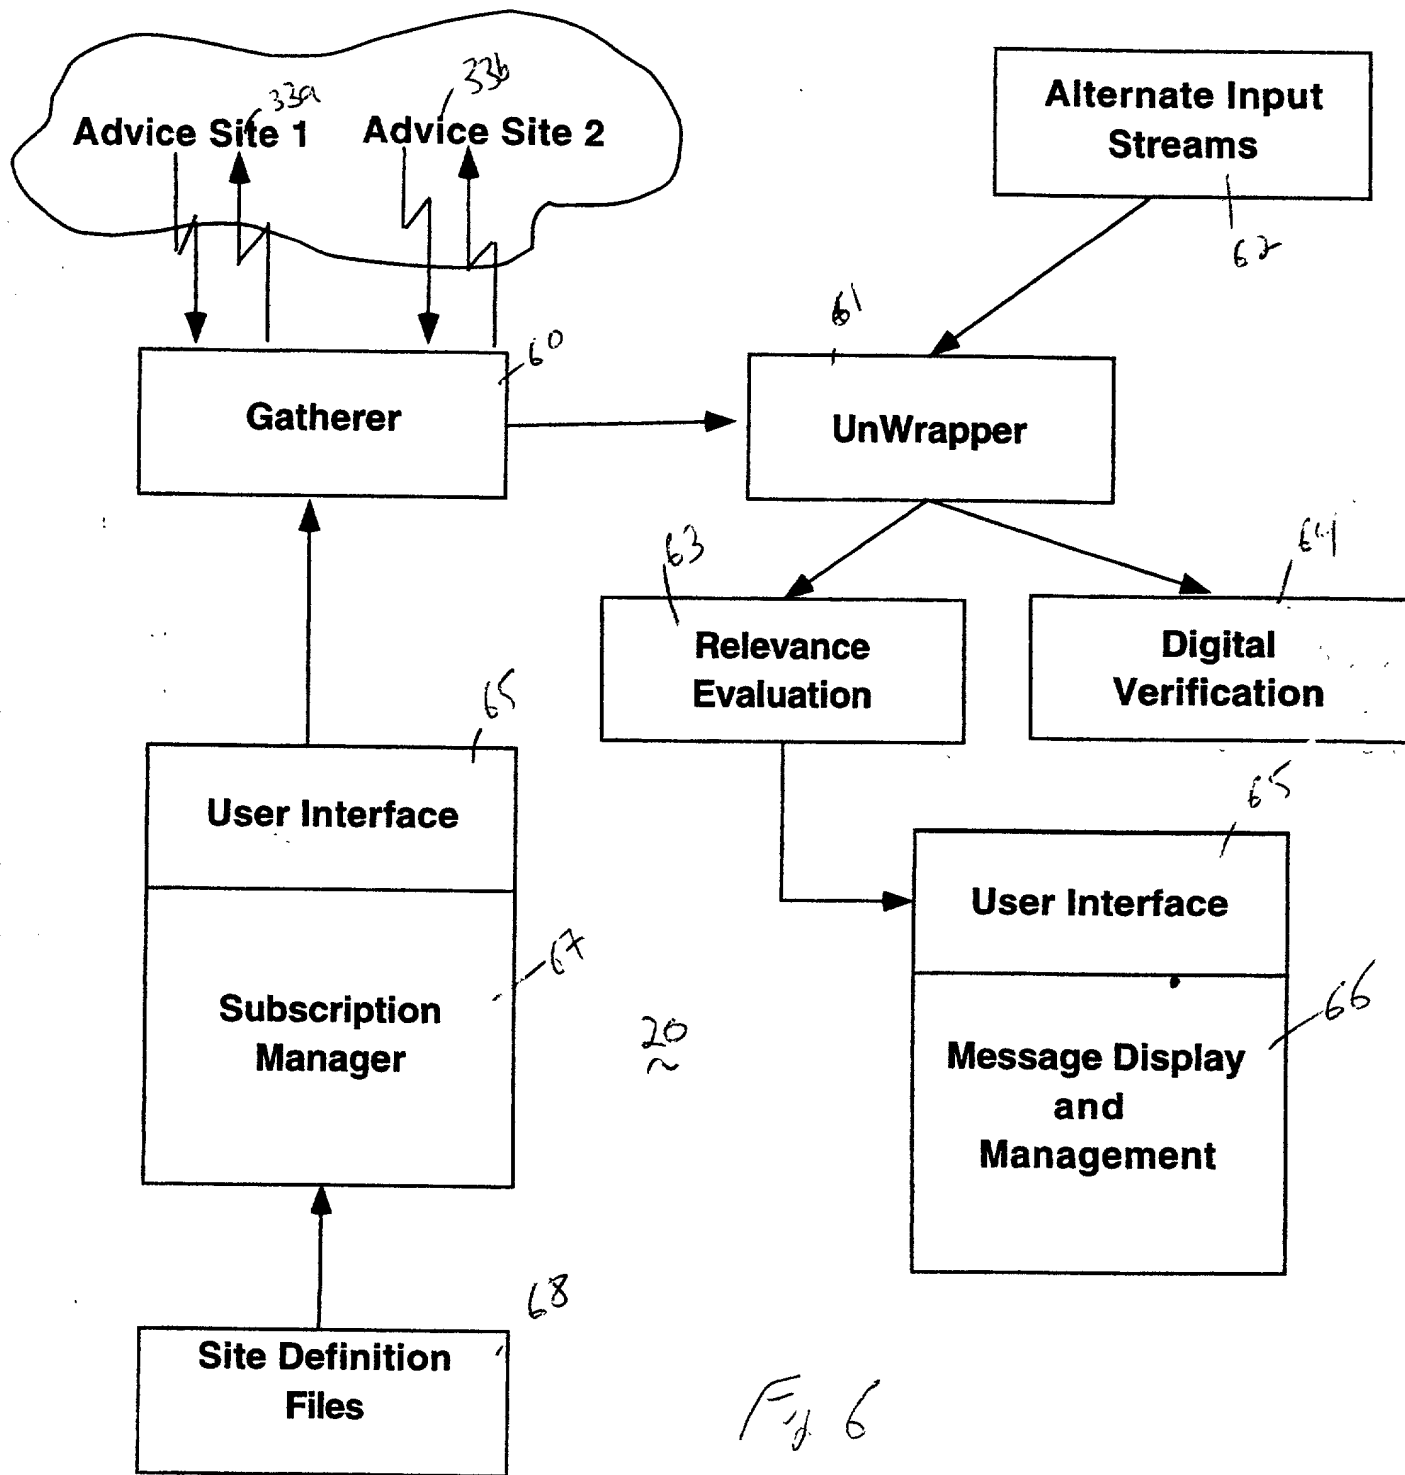 33a
33b
Advice Site 1
Advice Site 2
Alternate Input
Streams
62
61
60
Gatherer
UnWrapper
63
64
Relevance
Evaluation
Digital
Verification
65
User Interface
65
User Interface
67
Subscription
Manager
20
66
Message Display
and
Management
68
Site Definition
Files
Fig 6